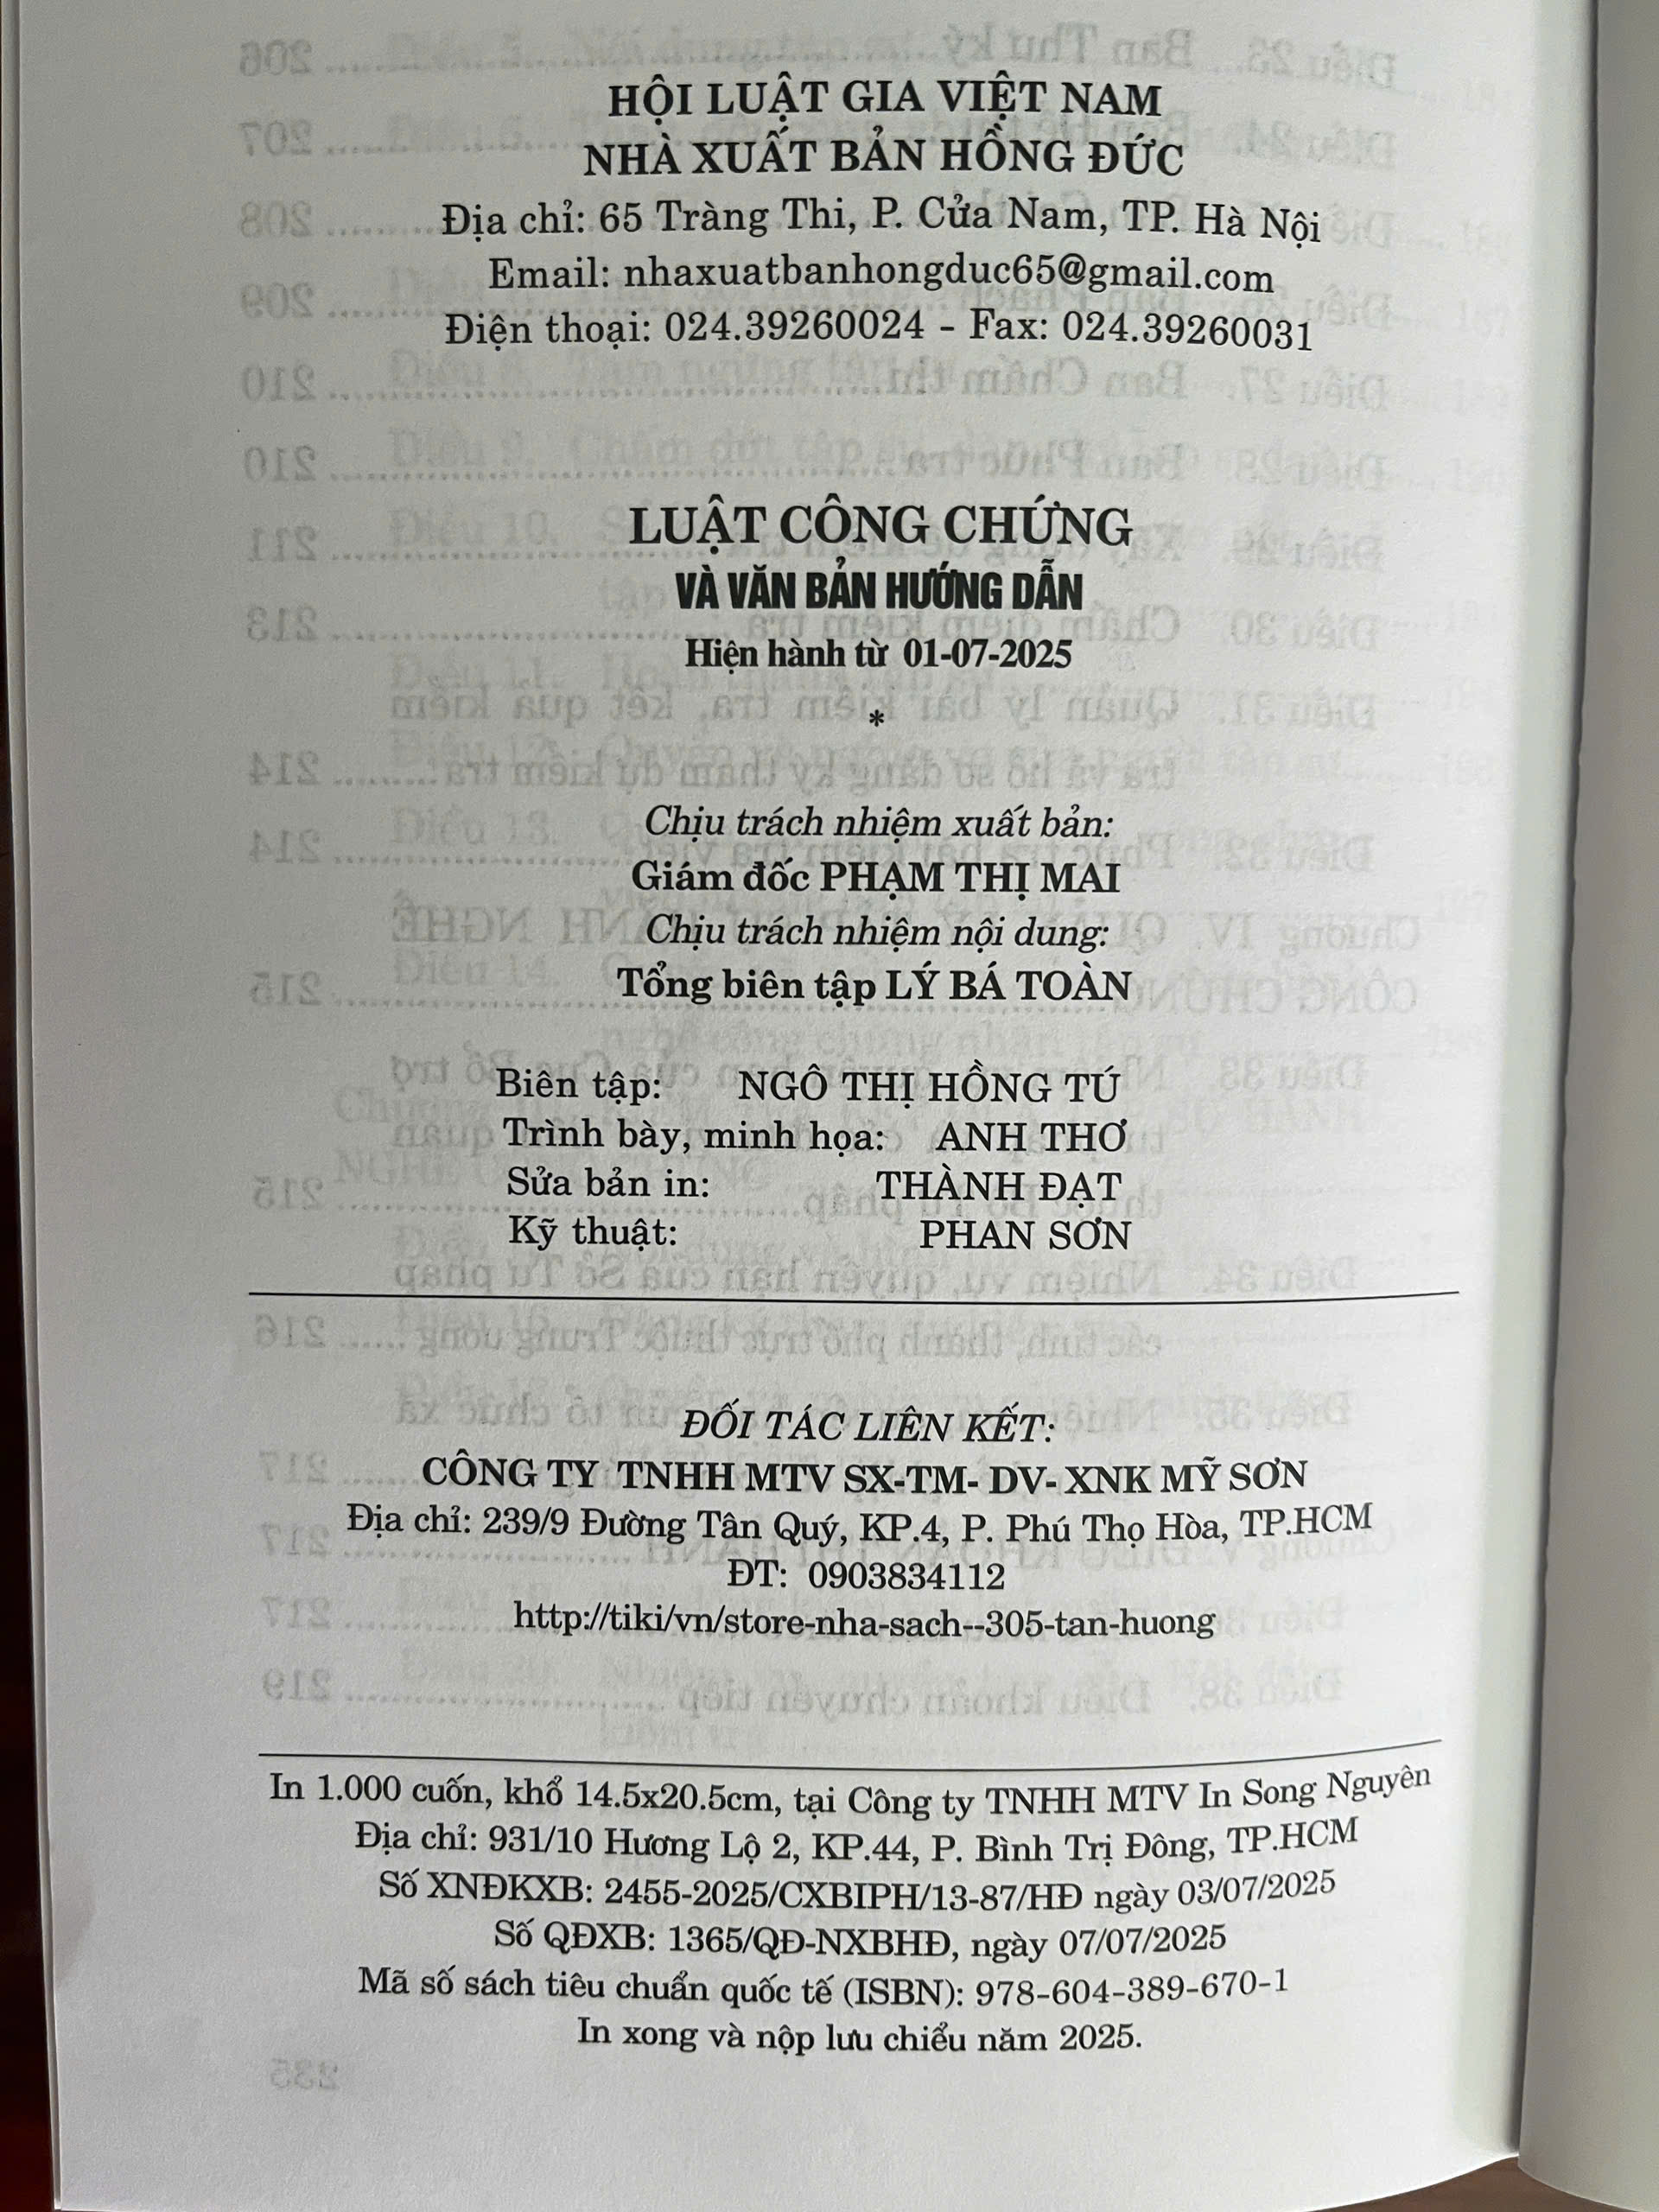 HỘI LUẬT GIA VIỆT NAM
NHÀ XUẤT BẢN HỒNG ĐỨC
Địa chỉ: 65 Tràng Thi, P. Cửa Nam, TP. Hà Nội
Email: nhaxuatbanhongduc65@gmail.com
Điện thoại: 024.39260024 - Fax: 024.39260031
LUẬT CÔNG CHỨNG
VÀ VĂN BẢN HƯỚNG DẪN
Hiện hành từ 01-07-2025
*
Chịu trách nhiệm xuất bản:
Giám đốc PHẠM THỊ MAI
Chịu trách nhiệm nội dung:
Tổng biên tập LÝ BÁ TOÀN
Biên tập: NGÔ THỊ HỒNG TÚ
Trình bày, minh họa: ANH THƠ
Sửa bản in: THÀNH ĐẠT
Kỹ thuật: PHAN SƠN
ĐỐI TÁC LIÊN KẾT:
CÔNG TY TNHH MTV SX-TM- DV- XNK MỸ SƠN
Địa chỉ: 239/9 Đường Tân Quý, KP.4, P. Phú Thọ Hòa, TP.HCM
ĐT: 0903834112
http://tiki/vn/store-nha-sach--305-tan-huong
In 1.000 cuốn, khổ 14.5x20.5cm, tại Công ty TNHH MTV In Song Nguyên
Địa chỉ: 931/10 Hương Lộ 2, KP.44, P. Bình Trị Đông, TP.HCM
Số XNĐKXB: 2455-2025/CXBIPH/13-87/HĐ ngày 03/07/2025
Số QĐXB: 1365/QĐ-NXBHĐ, ngày 07/07/2025
Mã số sách tiêu chuẩn quốc tế (ISBN): 978-604-389-670-1
In xong và nộp lưu chiểu năm 2025.